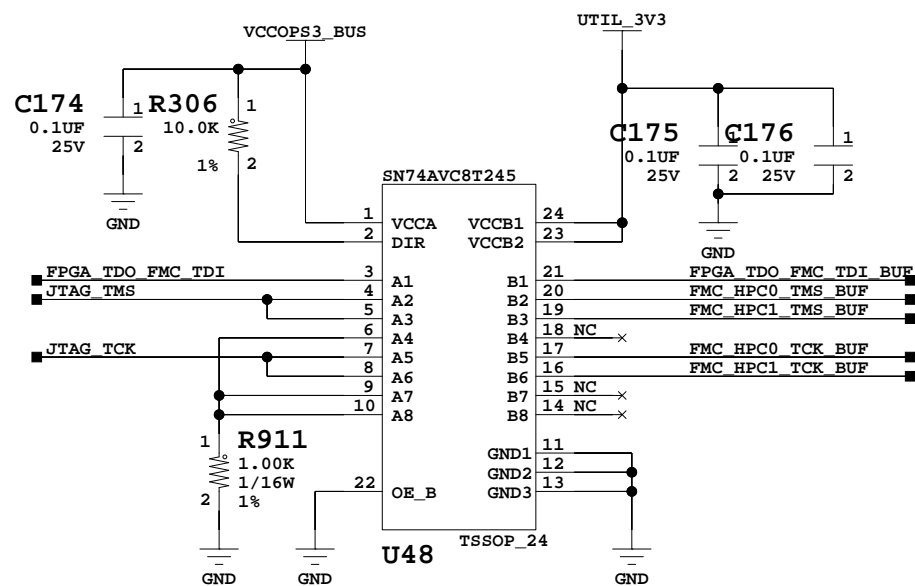 VCCOPS3_BUS
UTIL_3V3
C174
0.1UF
25V
1
2
GND
R306
10.0K
1%
1
2
C175
0.1UF
25V
1
2
C176
0.1UF
25V
1
2
GND
SN74AVC8T245
1 VCCA VCCB1 24
2 DIR VCCB2 23
FPGA_TDO_FMC_TDI 3 A1 B1 21 FPGA_TDO_FMC_TDI_BUF
JTAG_TMS 4 A2 B2 20 FMC_HPC0_TMS_BUF
5 A3 B3 19 FMC_HPC1_TMS_BUF
6 A4 B4 18 NC
JTAG_TCK 7 A5 B5 17 FMC_HPC0_TCK_BUF
8 A6 B6 16 FMC_HPC1_TCK_BUF
9 A7 B7 15 NC
10 A8 B8 14 NC
GND1 11
GND2 12
22 OE_B GND3 13
R911
1.00K
1/16W
1%
1
2
GND
GND
U48
TSSOP_24
GND